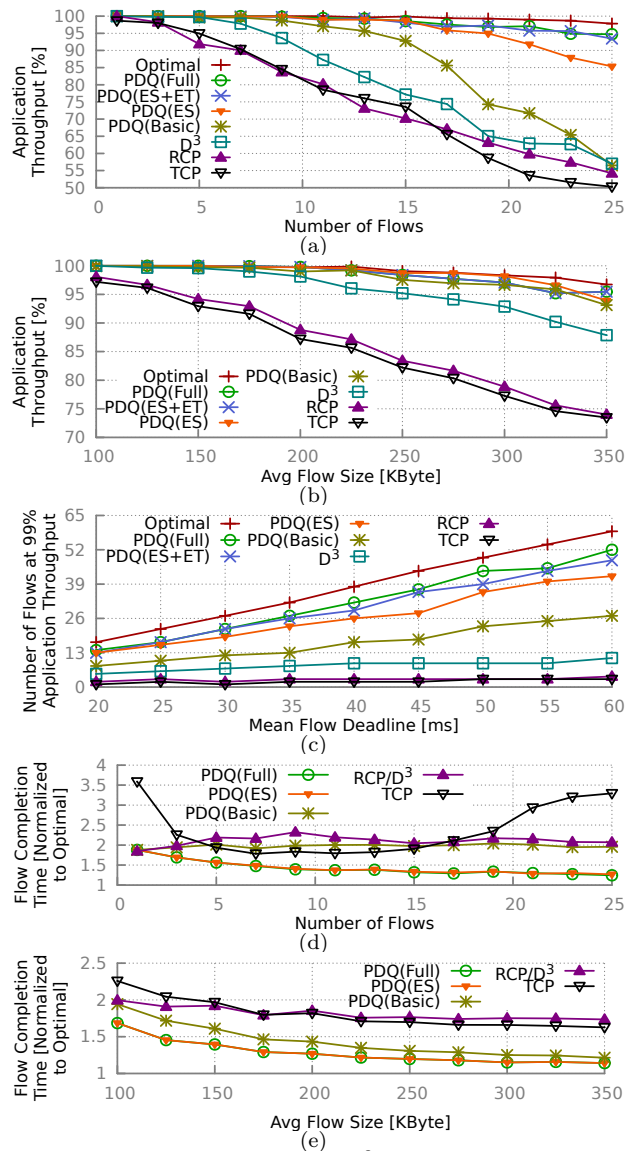 Application
Throughput [%]
100
95
90
85
80
75
70
65
60
55
50
Optimal
PDQ(Full)
PDQ(ES+ET)
PDQ(ES)
PDQ(Basic)
D³
RCP
TCP
0 5 10 15 20 25
Number of Flows
(a)
Application
Throughput [%]
100
95
90
85
80
75
70
Optimal PDQ(Basic)
PDQ(Full) D³
PDQ(ES+ET) RCP
PDQ(ES) TCP
100 150 200 250 300 350
Avg Flow Size [KByte]
(b)
Number of Flows at 99%
Application Throughput
65
52
39
26
13
0
Optimal PDQ(ES) RCP
PDQ(Full) PDQ(Basic) TCP
PDQ(ES+ET) D³
20 25 30 35 40 45 50 55 60
Mean Flow Deadline [ms]
(c)
Flow Completion
Time [Normalized
to Optimal]
4
3.5
3
2.5
2
1.5
1
PDQ(Full) RCP/D³
PDQ(ES) TCP
PDQ(Basic)
0 5 10 15 20 25
Number of Flows
(d)
Flow Completion
Time [Normalized
to Optimal]
2.5
2
1.5
1
PDQ(Full) RCP/D³
PDQ(ES) TCP
PDQ(Basic)
100 150 200 250 300 350
Avg Flow Size [KByte]
(e)